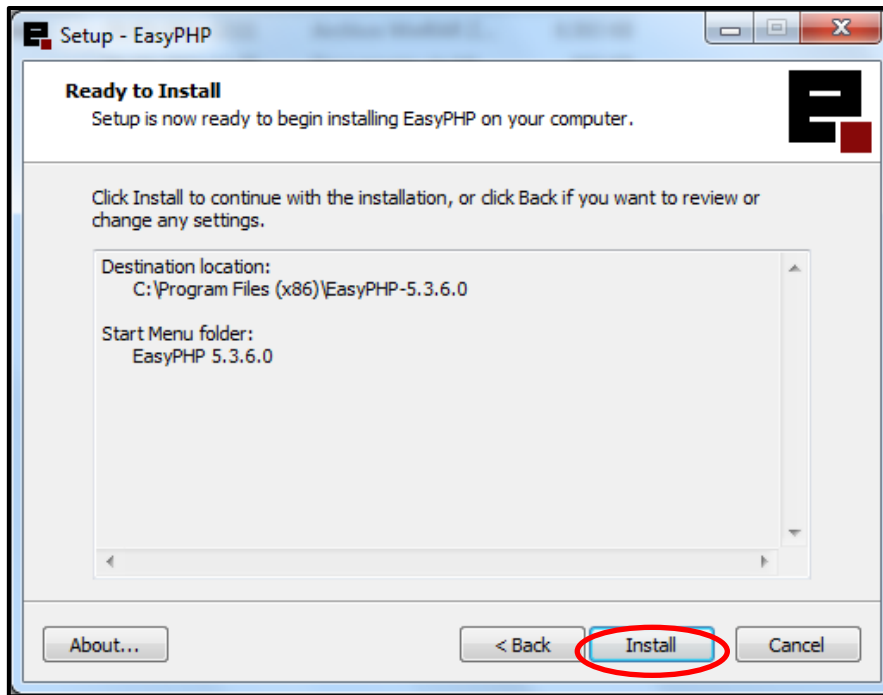 Setup - EasyPHP
Ready to Install
Setup is now ready to begin installing EasyPHP on your computer.
Click Install to continue with the installation, or click Back if you want to review or
change any settings.
Destination location:
C:\Program Files (x86)\EasyPHP-5.3.6.0
Start Menu folder:
EasyPHP 5.3.6.0
About...
< Back
Install
Cancel